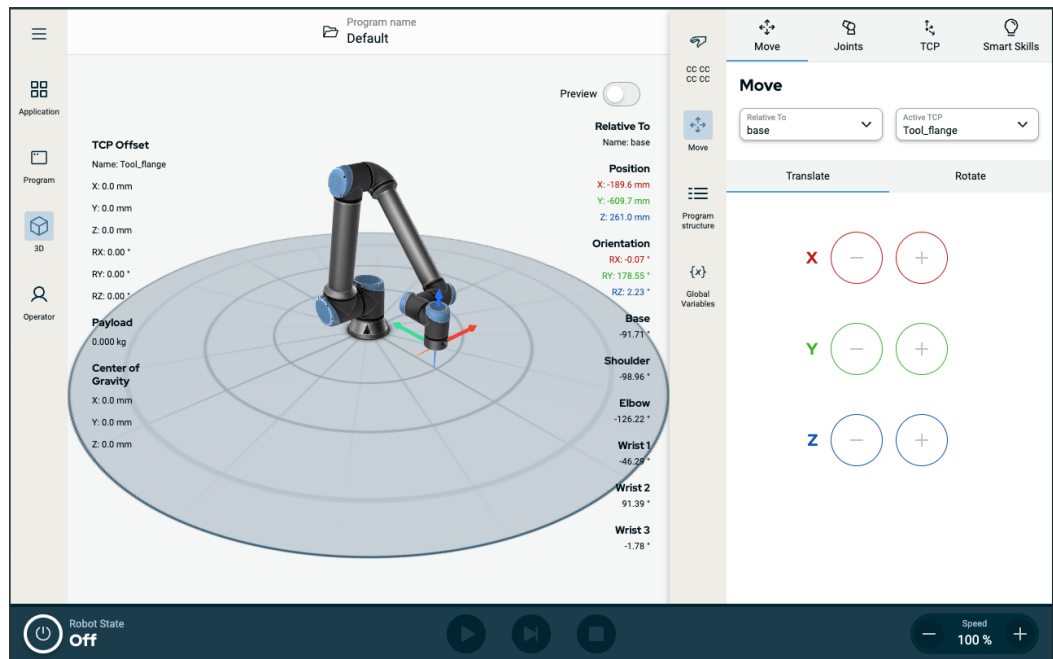 Program name
Default
Application
Program
3D
Operator
Preview
TCP Offset
Name: Tool_flange
X: 0.0 mm
Y: 0.0 mm
Z: 0.0 mm
RX: 0.00 °
RY: 0.00 °
RZ: 0.00 °
Payload
0.000 kg
Center of
Gravity
X: 0.0 mm
Y: 0.0 mm
Z: 0.0 mm
Relative To
Name: base
Position
X: -189.6 mm
Y: -609.7 mm
Z: 261.0 mm
Orientation
RX: -0.07 °
RY: 178.55 °
RZ: 2.23 °
Base
-91.71 °
Shoulder
-98.96 °
Elbow
-126.22 °
Wrist 1
-46.29 °
Wrist 2
91.39 °
Wrist 3
-1.78 °
CC CC
CC CC
Move
Program
structure
{x}
Global
Variables
Move
Joints
TCP
Smart Skills
Move
Relative To
base
Active TCP
Tool_flange
Translate
Rotate
X − +
Y − +
Z − +
Robot State
Off
Speed
− 100 % +